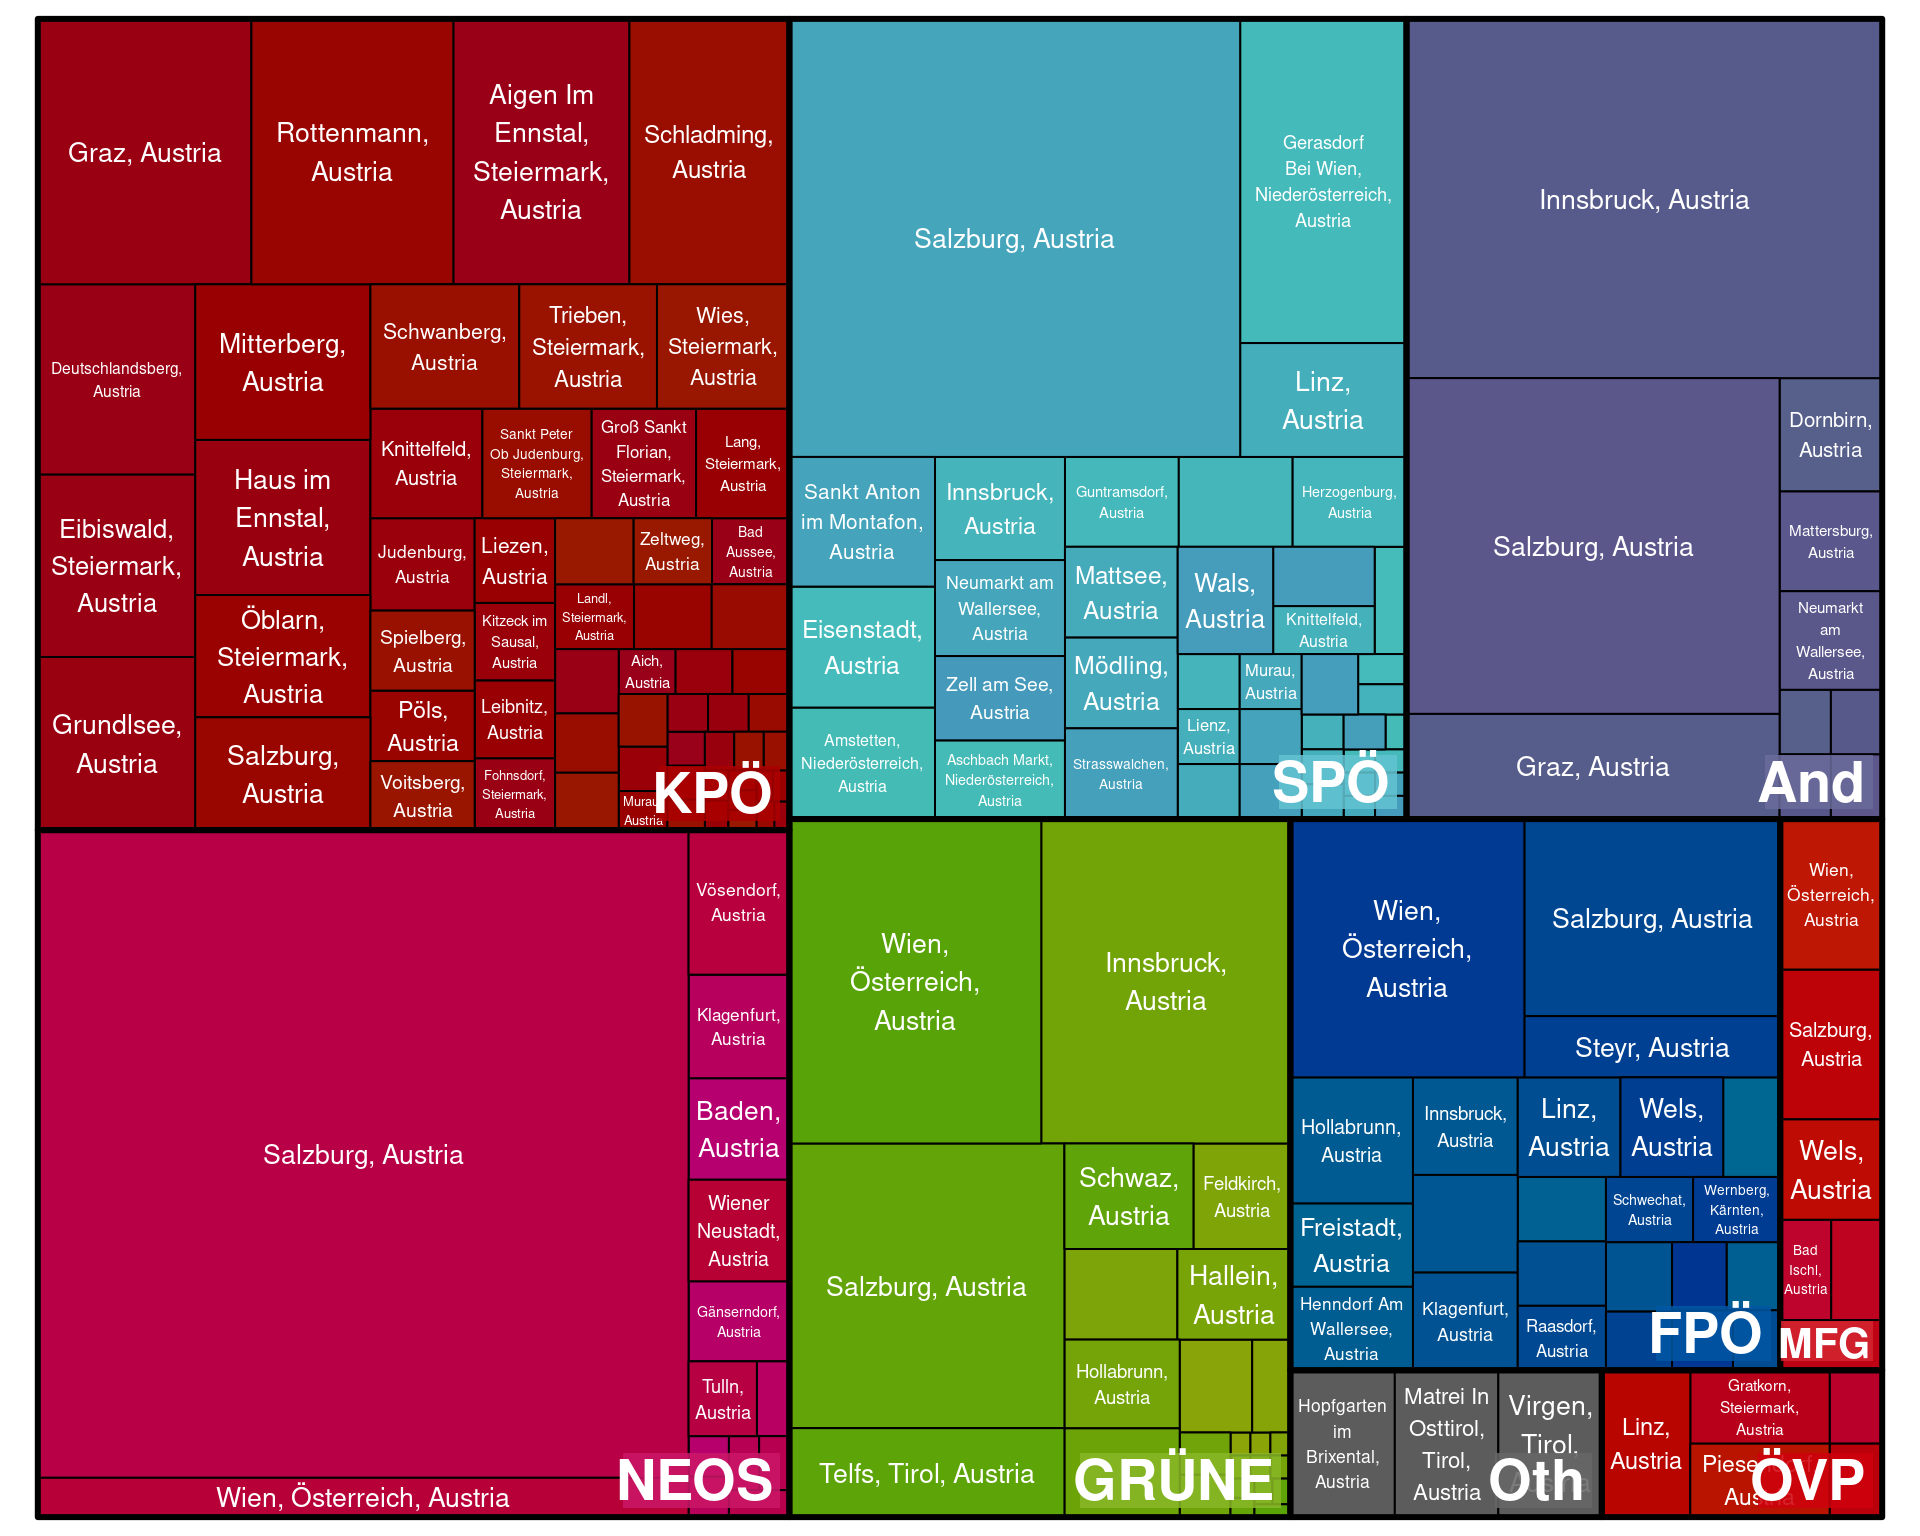 Graz, Austria
Rottenmann,
Austria
Aigen Im
Ennstal,
Steiermark,
Austria
Schladming,
Austria
Deutschlandsberg,
Austria
Mitterberg,
Austria
Schwanberg,
Austria
Trieben,
Steiermark,
Austria
Wies,
Steiermark,
Austria
Knittelfeld,
Austria
Sankt Peter
Ob Judenburg,
Steiermark,
Austria
Groß Sankt
Florian,
Steiermark,
Austria
Lang,
Steiermark,
Austria
Eibiswald,
Steiermark,
Austria
Haus im
Ennstal,
Austria
Judenburg,
Austria
Liezen,
Austria
Zeltweg,
Austria
Bad
Aussee,
Austria
Landl,
Steiermark,
Austria
Öblarn,
Steiermark,
Austria
Spielberg,
Austria
Kitzeck im
Sausal,
Austria
Aich,
Austria
Grundlsee,
Austria
Pöls,
Austria
Leibnitz,
Austria
Salzburg,
Austria
Voitsberg,
Austria
Fohnsdorf,
Steiermark,
Austria
Murau,
Austria
KPÖ
Salzburg, Austria
Gerasdorf
Bei Wien,
Niederösterreich,
Austria
Linz,
Austria
Sankt Anton
im Montafon,
Austria
Innsbruck,
Austria
Guntramsdorf,
Austria
Herzogenburg,
Austria
Neumarkt am
Wallersee,
Austria
Mattsee,
Austria
Wals,
Austria
Knittelfeld,
Austria
Eisenstadt,
Austria
Zell am See,
Austria
Mödling,
Austria
Murau,
Austria
Lienz,
Austria
Amstetten,
Niederösterreich,
Austria
Aschbach Markt,
Niederösterreich,
Austria
Strasswalchen,
Austria
SPÖ
Innsbruck, Austria
Salzburg, Austria
Dornbirn,
Austria
Mattersburg,
Austria
Neumarkt
am
Wallersee,
Austria
Graz, Austria
And
Salzburg, Austria
Vösendorf,
Austria
Klagenfurt,
Austria
Baden,
Austria
Wiener
Neustadt,
Austria
Gänserndorf,
Austria
Tulln,
Austria
Wien, Österreich, Austria
NEOS
Wien,
Österreich,
Austria
Innsbruck,
Austria
Salzburg, Austria
Schwaz,
Austria
Feldkirch,
Austria
Hallein,
Austria
Hollabrunn,
Austria
Telfs, Tirol, Austria
GRÜNE
Wien,
Österreich,
Austria
Salzburg, Austria
Steyr, Austria
Hollabrunn,
Austria
Innsbruck,
Austria
Linz,
Austria
Wels,
Austria
Schwechat,
Austria
Wernberg,
Kärnten,
Austria
Freistadt,
Austria
Henndorf Am
Wallersee,
Austria
Klagenfurt,
Austria
Raasdorf,
Austria
FPÖ
Wien,
Österreich,
Austria
Salzburg,
Austria
Wels,
Austria
Bad
Ischl,
Austria
MFG
Hopfgarten
im
Brixental,
Austria
Matrei In
Osttirol,
Tirol,
Austria
Virgen,
Tirol,
Austria
Oth
Linz,
Austria
Gratkorn,
Steiermark,
Austria
ÖVP